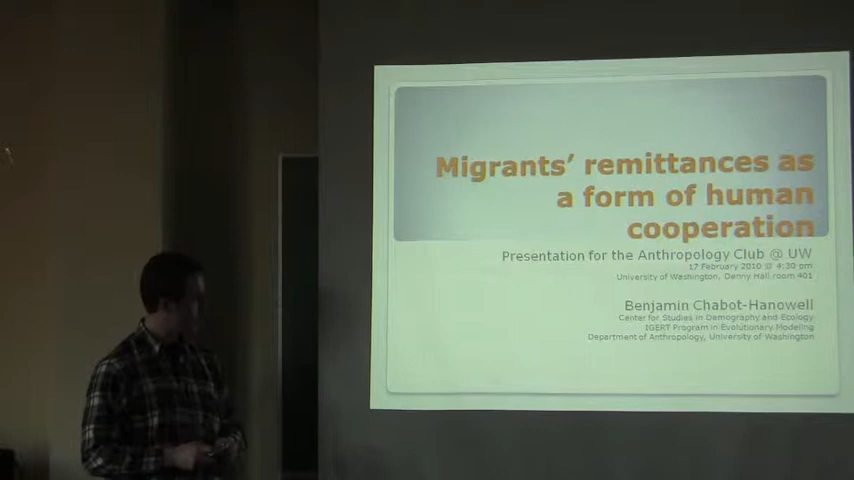 Migrants' remittances as
a form of human
cooperation
Presentation for the Anthropology Club @ UW
17 February 2010 @ 4:30 pm
University of Washington, Denny Hall room 401
Benjamin Chabot-Hanowell
Center for Studies in Demography and Ecology
IGERT Program in Evolutionary Modeling
Department of Anthropology, University of Washington